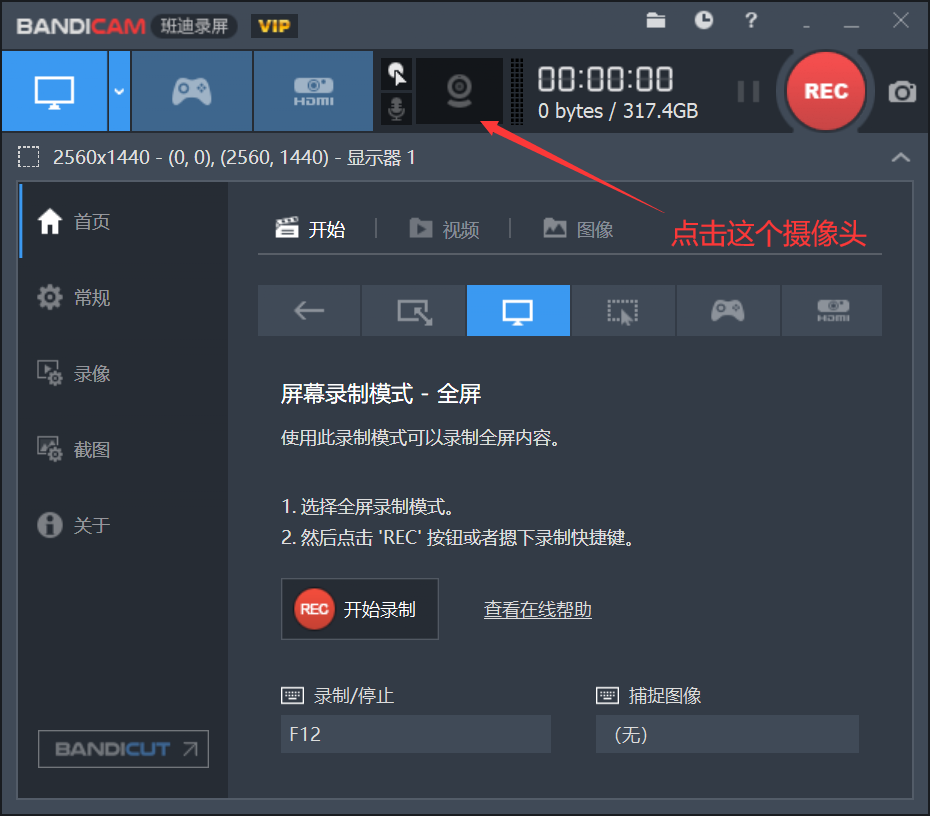 BANDICAM 班迪录屏 VIP
HDMI
00:00:00
0 bytes / 317.4GB
REC
2560x1440 - (0, 0), (2560, 1440) - 显示器 1
点击这个摄像头
首页
常规
录像
截图
关于
BANDICUT
开始
视频
图像
HDMI
屏幕录制模式 - 全屏
使用此录制模式可以录制全屏内容。
1. 选择全屏录制模式。
2. 然后点击 'REC' 按钮或者摁下录制快捷键。
REC 开始录制
查看在线帮助
录制/停止
F12
捕捉图像
(无)